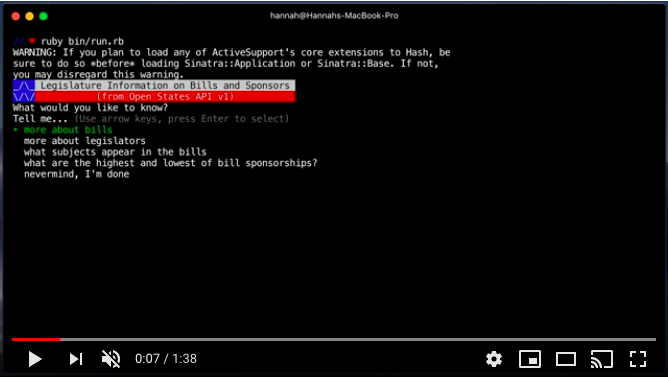 hannah@Hannahs-MacBook-Pro
// * ruby bin/run.rb
WARNING: If you plan to load any of ActiveSupport's core extensions to Hash, be
sure to do so *before* loading Sinatra::Application or Sinatra::Base. If not,
you may disregard this warning.
_/\_ Legislature Information on Bills and Sponsors
\/\/ (from Open States API v1)
What would you like to know?
Tell me... (Use arrow keys, press Enter to select)
‣ more about bills
more about legislators
what subjects appear in the bills
what are the highest and lowest of bill sponsorships?
nevermind, I'm done
0:07 / 1:38